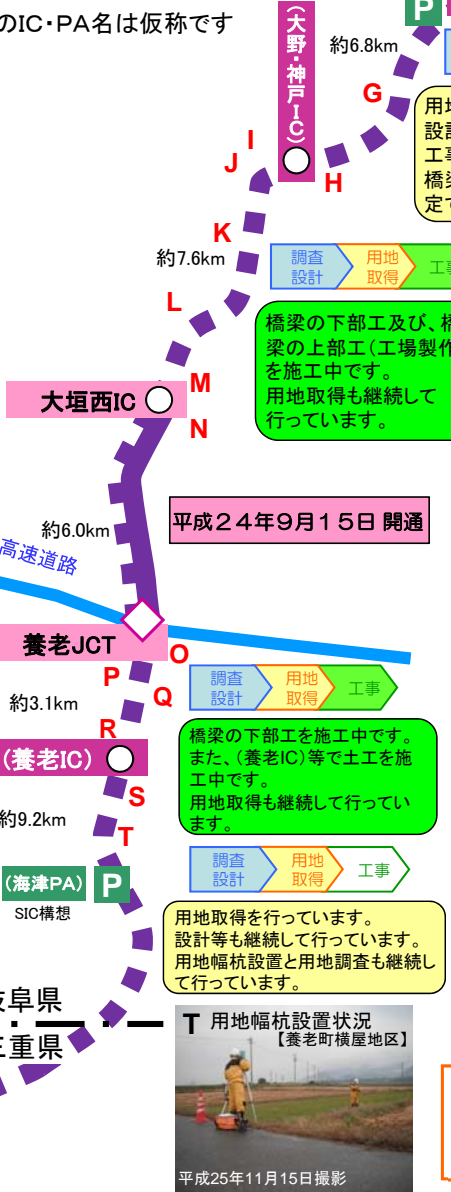 のIC・PA名は仮称です
P
(大野・神戸IC)
約6.8km
G
用地
設計
工事
橋梁
定で
I
J
H
K
約7.6km
調査
設計
用地
取得
工事
L
橋梁の下部工及び、橋
梁の上部工(工場製作
を施工中です。
用地取得も継続して
行っています。
M
大垣西IC
N
平成24年9月15日 開通
約6.0km
高速道路
養老JCT
O
P
Q
調査
設計
用地
取得
工事
約3.1km
R
橋梁の下部工を施工中です。
また、(養老IC)等で土工を施
工中です。
用地取得も継続して行ってい
ます。
(養老IC)
S
約9.2km
T
調査
設計
用地
取得
工事
(海津PA)
P
SIC構想
用地取得を行っています。
設計等も継続して行っています。
用地幅杭設置と用地調査も継続し
て行っています。
岐阜県
三重県
T 用地幅杭設置状況
【養老町横屋地区】
平成25年11月15日撮影